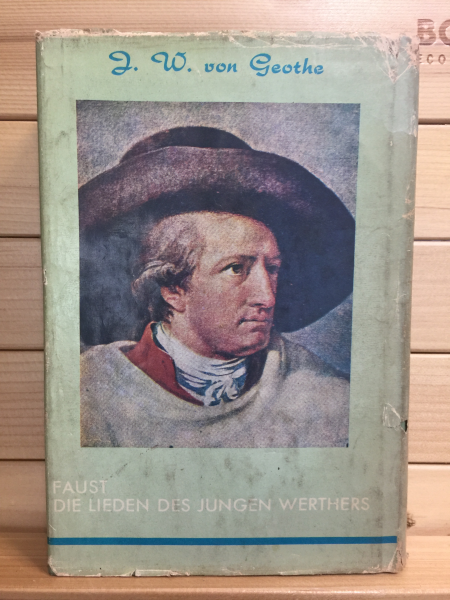 J. W. von Geothe
FAUST
DIE LIEDEN DES JUNGEN WERTHERS